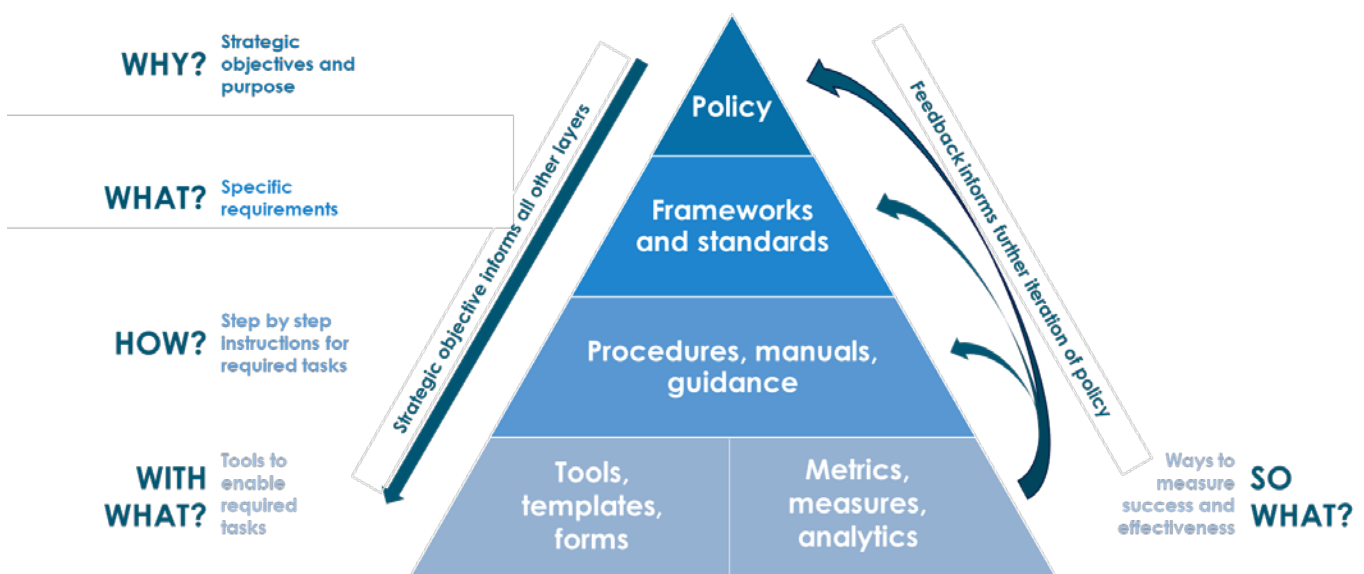 WHY?
Strategic
objectives and
purpose
Policy
WHAT?
Specific
requirements
Frameworks
and standards
HOW?
Step by step
instructions for
required tasks
Procedures, manuals,
guidance
WITH
WHAT?
Tools to
enable
required
tasks
Tools,
templates,
forms
Metrics,
measures,
analytics
Ways to
measure
success and
effectiveness
SO
WHAT?
Strategic objective informs all other layers
Feedback informs further iteration of policy